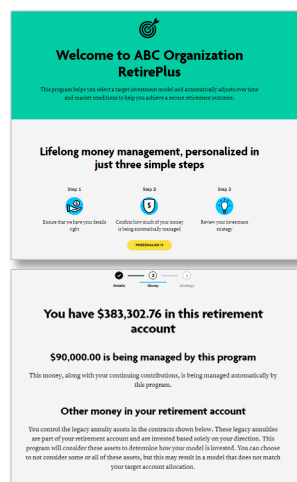 Welcome to ABC Organization
RetirePlus
This program helps you select a target investment model and automatically adjusts over time
and market conditions to help you achieve a secure retirement outcome.
Lifelong money management, personalized in
just three simple steps
Step 1
Step 2
Step 3
Ensure that we have your details
right
Confirm how much of your money
is being automatically managed
Review your investment
strategy
PERSONALIZE IT
2
Details
Money
Strategy
You have $383,302.76 in this retirement
account
$90,000.00 is being managed by this program
This money, along with your continuing contributions, is being managed automatically by
this program.
Other money in your retirement account
You control the legacy annuity assets in the contracts shown below. These legacy annuities
are part of your retirement account and are invested based solely on your direction. This
program will consider these assets to determine how your model is invested. You can choose
to not consider some or all of these assets, but this may result in a model that does not match
your target account allocation.